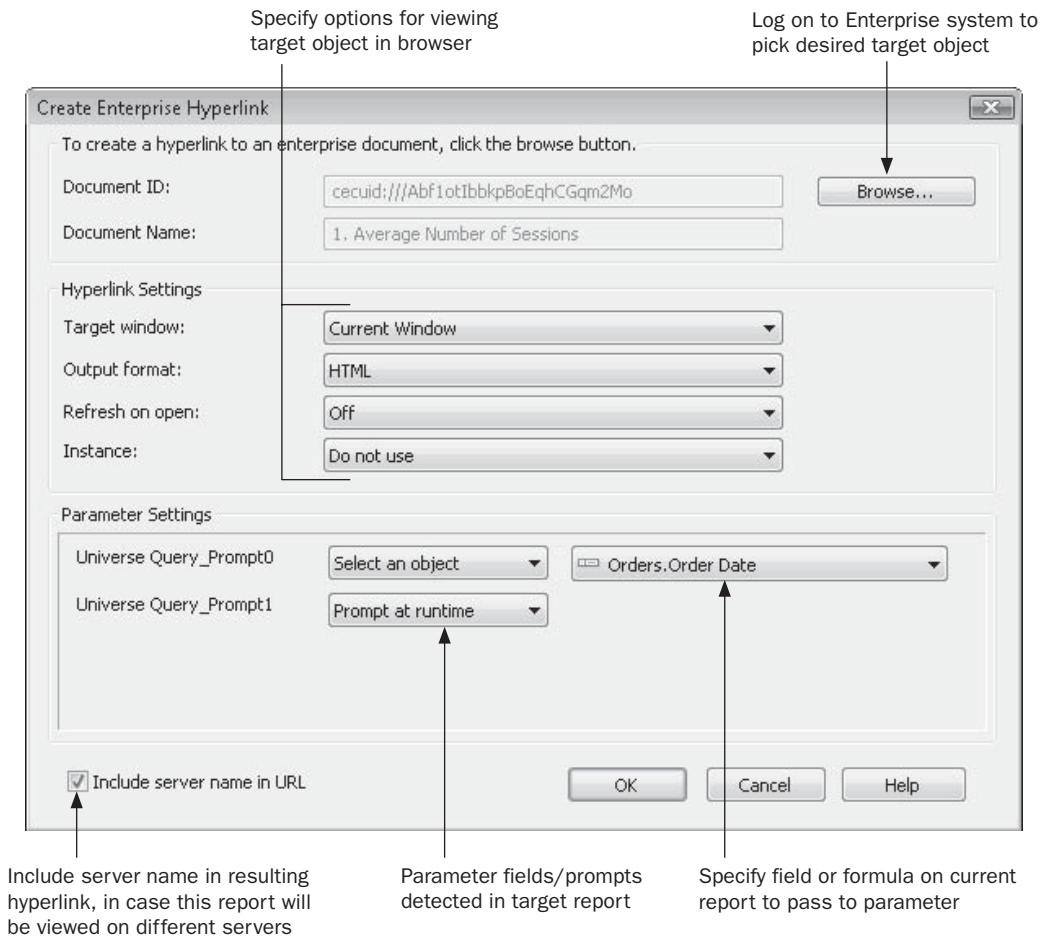 Specify options for viewing
target object in browser
Log on to Enterprise system to
pick desired target object
Create Enterprise Hyperlink
To create a hyperlink to an enterprise document, click the browse button.
Document ID:
cecuid:///Abf1otIbbkpBoEqhCGqm2Mo
Browse...
Document Name:
1. Average Number of Sessions
Hyperlink Settings
Target window:
Current Window
Output format:
HTML
Refresh on open:
Off
Instance:
Do not use
Parameter Settings
Universe Query_Prompt0
Select an object
Orders.Order Date
Universe Query_Prompt1
Prompt at runtime
Include server name in URL
OK
Cancel
Help
Include server name in resulting
hyperlink, in case this report will
be viewed on different servers
Parameter fields/prompts
detected in target report
Specify field or formula on current
report to pass to parameter